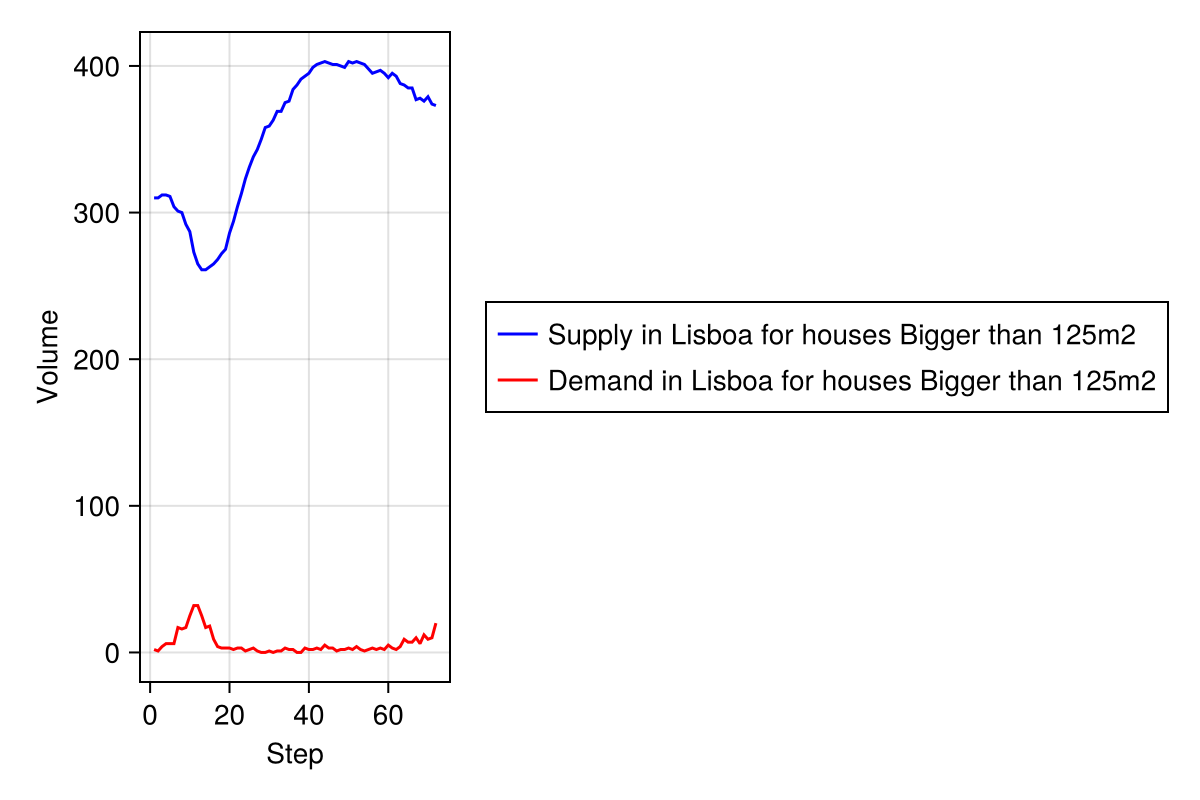 400
300
200
100
0
Volume
0 20 40 60
Step
Supply in Lisboa for houses Bigger than 125m2
Demand in Lisboa for houses Bigger than 125m2